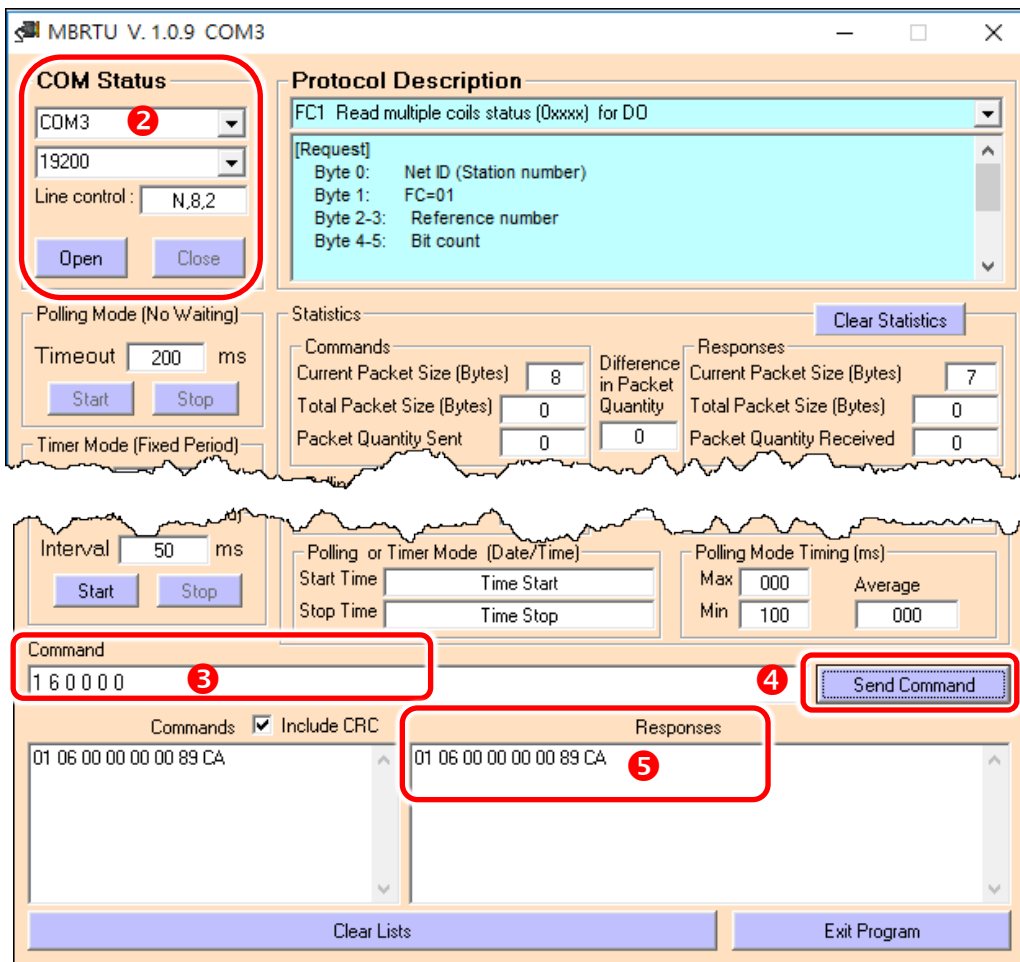 MBRTU V. 1.0.9 COM3
COM Status
COM3 ❷
19200
Line control : N,8,2
Open Close
Protocol Description
FC1 Read multiple coils status (0xxxx) for DO
[Request]
Byte 0: Net ID (Station number)
Byte 1: FC=01
Byte 2-3: Reference number
Byte 4-5: Bit count
Polling Mode (No Waiting)
Timeout 200 ms
Start Stop
Timer Mode (Fixed Period)
Statistics
Clear Statistics
Commands
Current Packet Size (Bytes) 8
Total Packet Size (Bytes) 0
Packet Quantity Sent 0
Difference
in Packet
Quantity
0
Responses
Current Packet Size (Bytes) 7
Total Packet Size (Bytes) 0
Packet Quantity Received 0
Interval 50 ms
Start Stop
Polling or Timer Mode (Date/Time)
Start Time Time Start
Stop Time Time Stop
Polling Mode Timing (ms)
Max 000 Average
Min 100 000
Command
1 6 0 0 0 0 ❸
❹ Send Command
Commands Include CRC
01 06 00 00 00 00 89 CA
Responses
01 06 00 00 00 00 89 CA ❺
Clear Lists
Exit Program